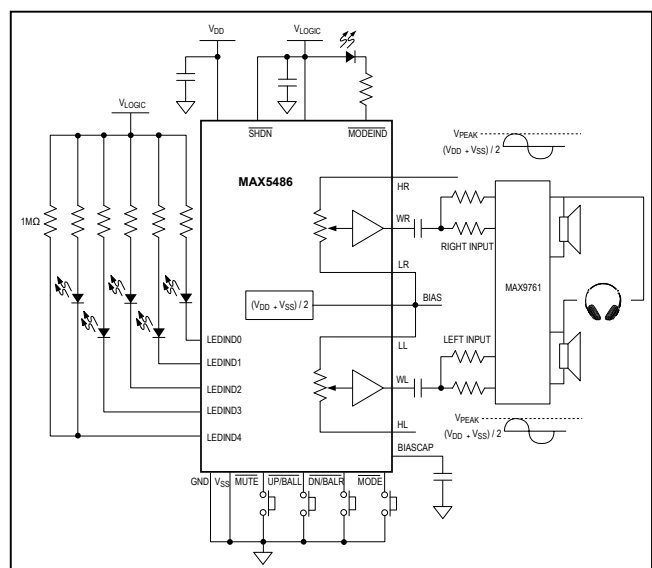 VDD
VLOGIC
VLOGIC
SHDN
MODEIND
MAX5486
1MΩ
HR
WR
LR
(VDD + VSS) / 2
BIAS
LL
WL
HL
BIASCAP
LEDIND0
LEDIND1
LEDIND2
LEDIND3
LEDIND4
GND
VSS
MUTE
UP/BALL
DN/BALR
MODE
VPEAK
(VDD + VSS) / 2
RIGHT INPUT
MAX9761
LEFT INPUT
VPEAK
(VDD + VSS) / 2